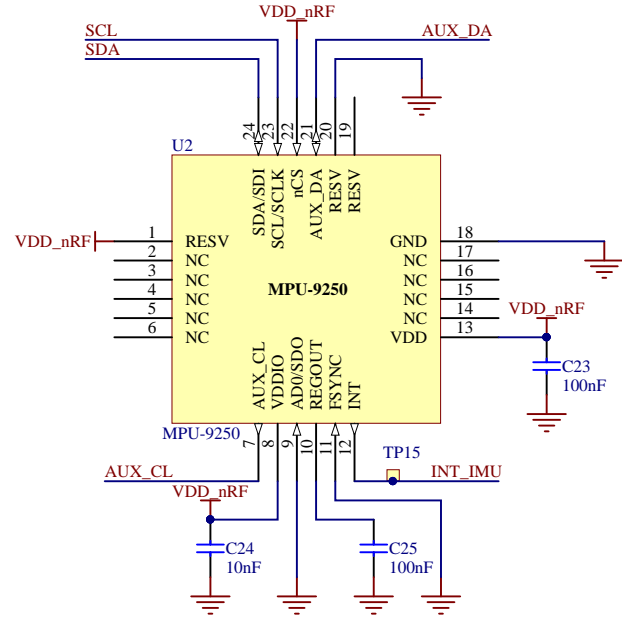 VDD_nRF
SCL
AUX_DA
SDA
24
23
22
21
20
19
U2
SDA/SDI
SCL/SCLK
nCS
AUX_DA
RESV
RESV
VDD_nRF
1
RESV
2
NC
3
NC
4
NC
5
NC
6
NC
GND
18
NC
17
NC
16
NC
15
NC
14
VDD
13
MPU-9250
VDD_nRF
C23
100nF
AUX_CL
VDDIO
AD0/SDO
REGOUT
FSYNC
INT
MPU-9250
7
8
9
10
11
12
TP15
AUX_CL
INT_IMU
VDD_nRF
C24
10nF
C25
100nF